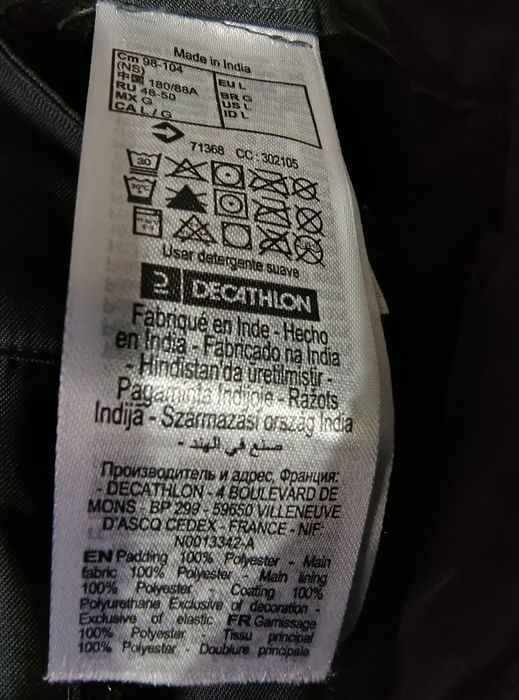 Made in India
Cm 98-104 EU L
(NS)
中国 180/88A BR G
RU 48-50 US L
MX G ID L
CA L / G
71368 CC : 302105
30
30°C
Usar detergente suave
DECATHLON
Fabriqué en Inde - Hecho
en India - Fabricado na India
- Hindistan'da üretilmistir -
Pagaminta Indijoje - Ražots
Indijā - Származási ország India
- صنع في الهند -
Производитель и адрес, Франция:
- DECATHLON - 4 BOULEVARD DE
MONS - BP 299 - 59650 VILLENEUVE
D'ASCQ CEDEX - FRANCE - NIF:
N0013342-A
EN Padding 100% Polyester - Main
fabric 100% Polyester - Main lining
100% Polyester - Coating 100%
Polyurethane Exclusive of decoration -
Exclusive of elastic FR Garnissage
100% Polyester - Tissu principal
100% Polyester - Doublure principale